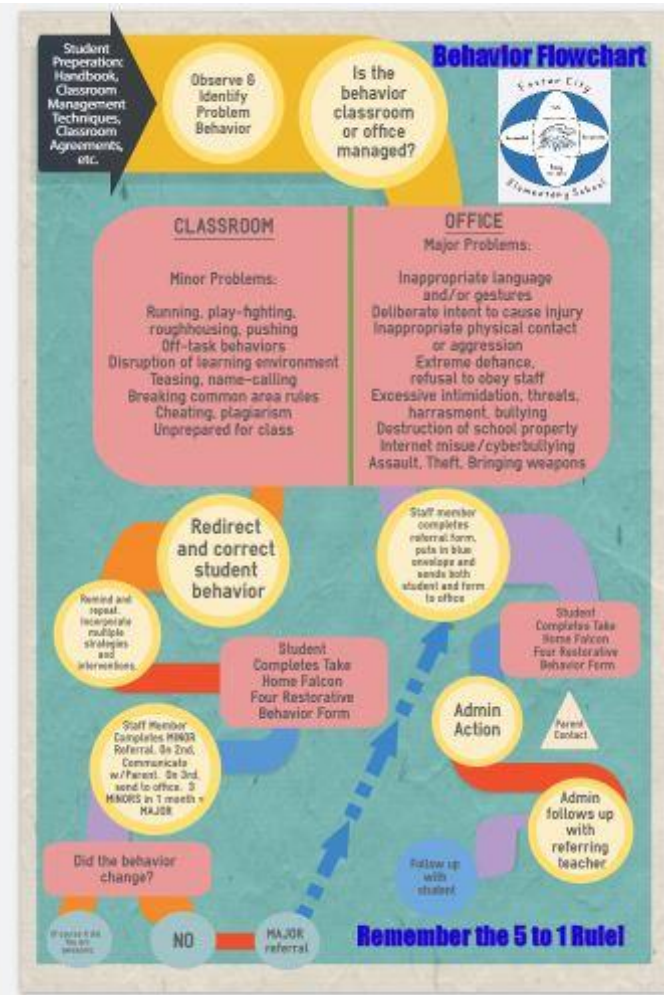 Student
Preparation:
Handbook,
Classroom
Management
Techniques,
Classroom
Agreements,
etc.
Observe &
Identify
Problem
Behavior
Is the
behavior
classroom
or office
managed?
Behavior Flowchart
Elementary School
CLASSROOM
Minor Problems:
Running, play-fighting,
roughhousing, pushing
Off-task behaviors
Disruption of learning environment
Teasing, name-calling
Breaking common area rules
Cheating, plagiarism
Unprepared for class
OFFICE
Major Problems:
Inappropriate language
and/or gestures
Deliberate intent to cause injury
Inappropriate physical contact
or aggression
Extreme defiance,
refusal to obey staff
Excessive intimidation, threats,
harrasment, bullying
Destruction of school property
Internet misue/cyberbullying
Assault, Theft, Bringing weapons
Redirect
and correct
student
behavior
Remind and
repeat.
Incorporate
multiple
strategies
and
interventions.
Student
Completes Take
Home Falcon
Four Restorative
Behavior Form
Staff Member
Completes MINOR
Referral. On 2nd,
Communicate
w/Parent. On 3rd,
send to office. 3
MINORS in 1 month =
MAJOR
Did the behavior
change?
NO
MAJOR
referral
Staff member
completes
referral form,
puts in blue
envelope and
sends both
student and form
to office
Student
Completes Take
Home Falcon
Four Restorative
Behavior Form
Admin
Action
Parent
Contact
Admin
follows up
with
referring
teacher
Follow up
with
student
Remember the 5 to 1 Rule!